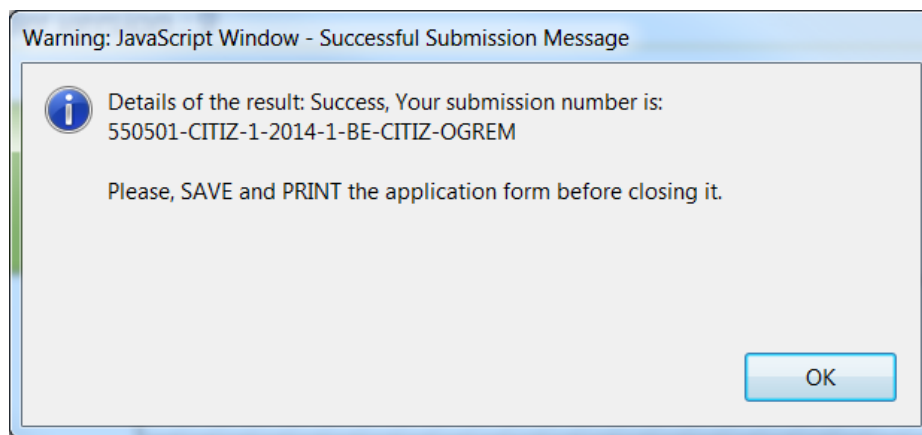 Warning: JavaScript Window - Successful Submission Message
Details of the result: Success, Your submission number is:
550501-CITIZ-1-2014-1-BE-CITIZ-OGREM
Please, SAVE and PRINT the application form before closing it.
OK